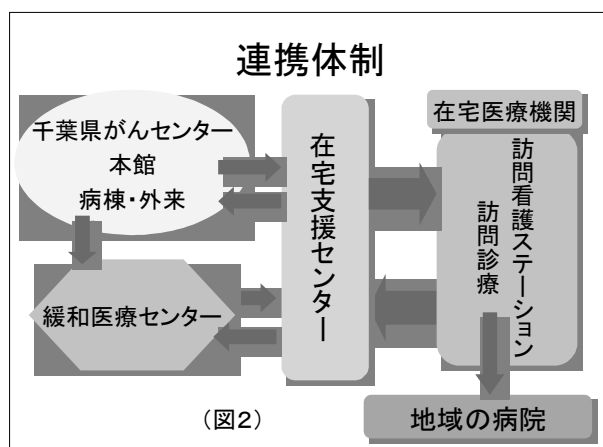 連携体制
千葉県がんセンター
本館
病棟・外来
緩和医療センター
在宅支援センター
在宅医療機関
訪問看護ステーション
訪問診療
地域の病院
（図２）